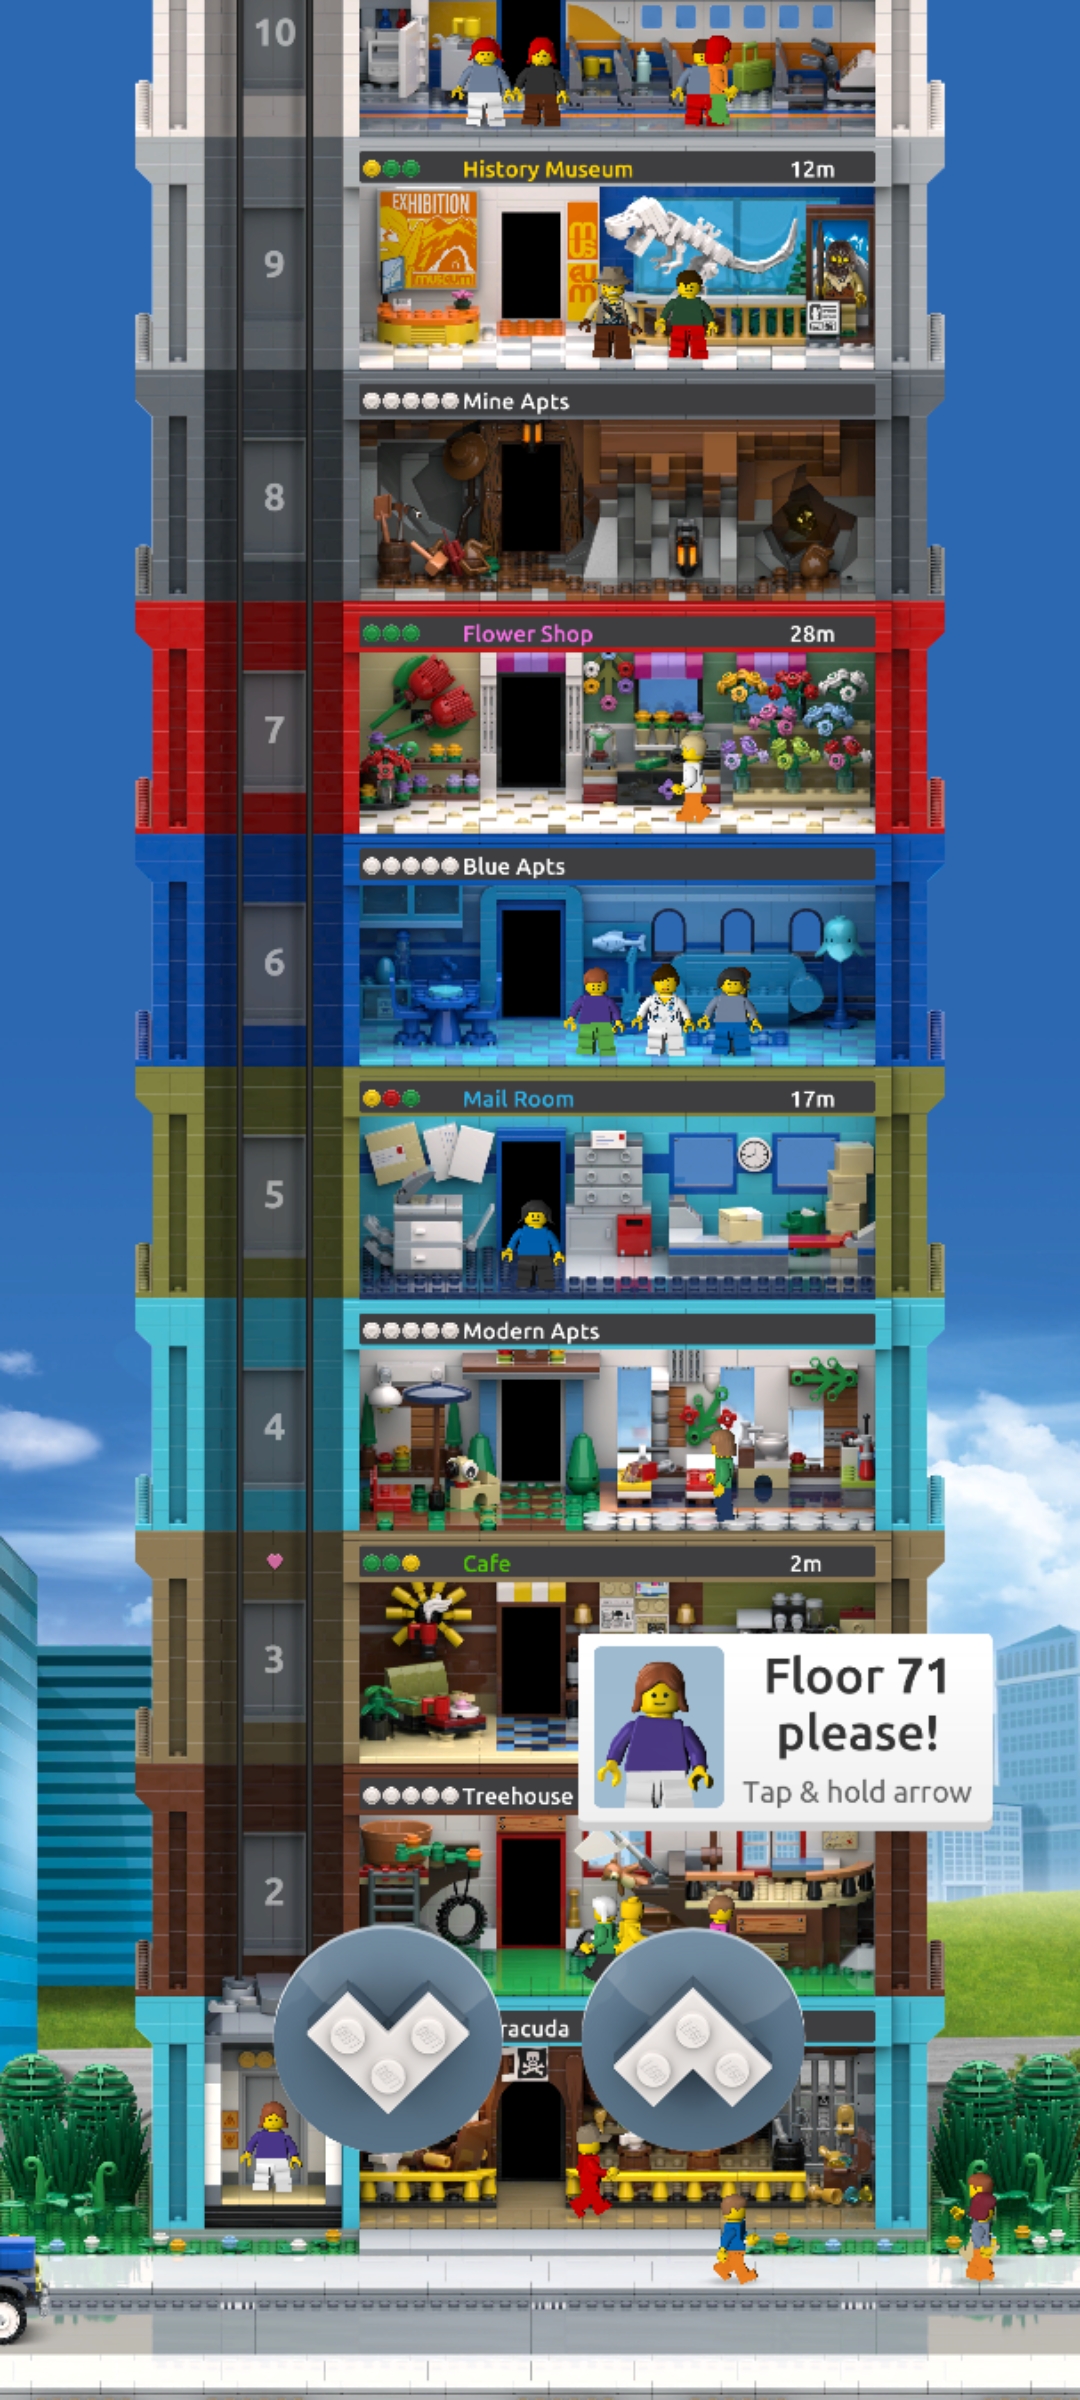 10
History Museum 12m
EXHIBITION
museum
9
Mine Apts
8
Flower Shop 28m
7
Blue Apts
6
Mail Room 17m
5
Modern Apts
4
Cafe 2m
3
Floor 71
please!
Tap & hold arrow
Treehouse
2
racuda